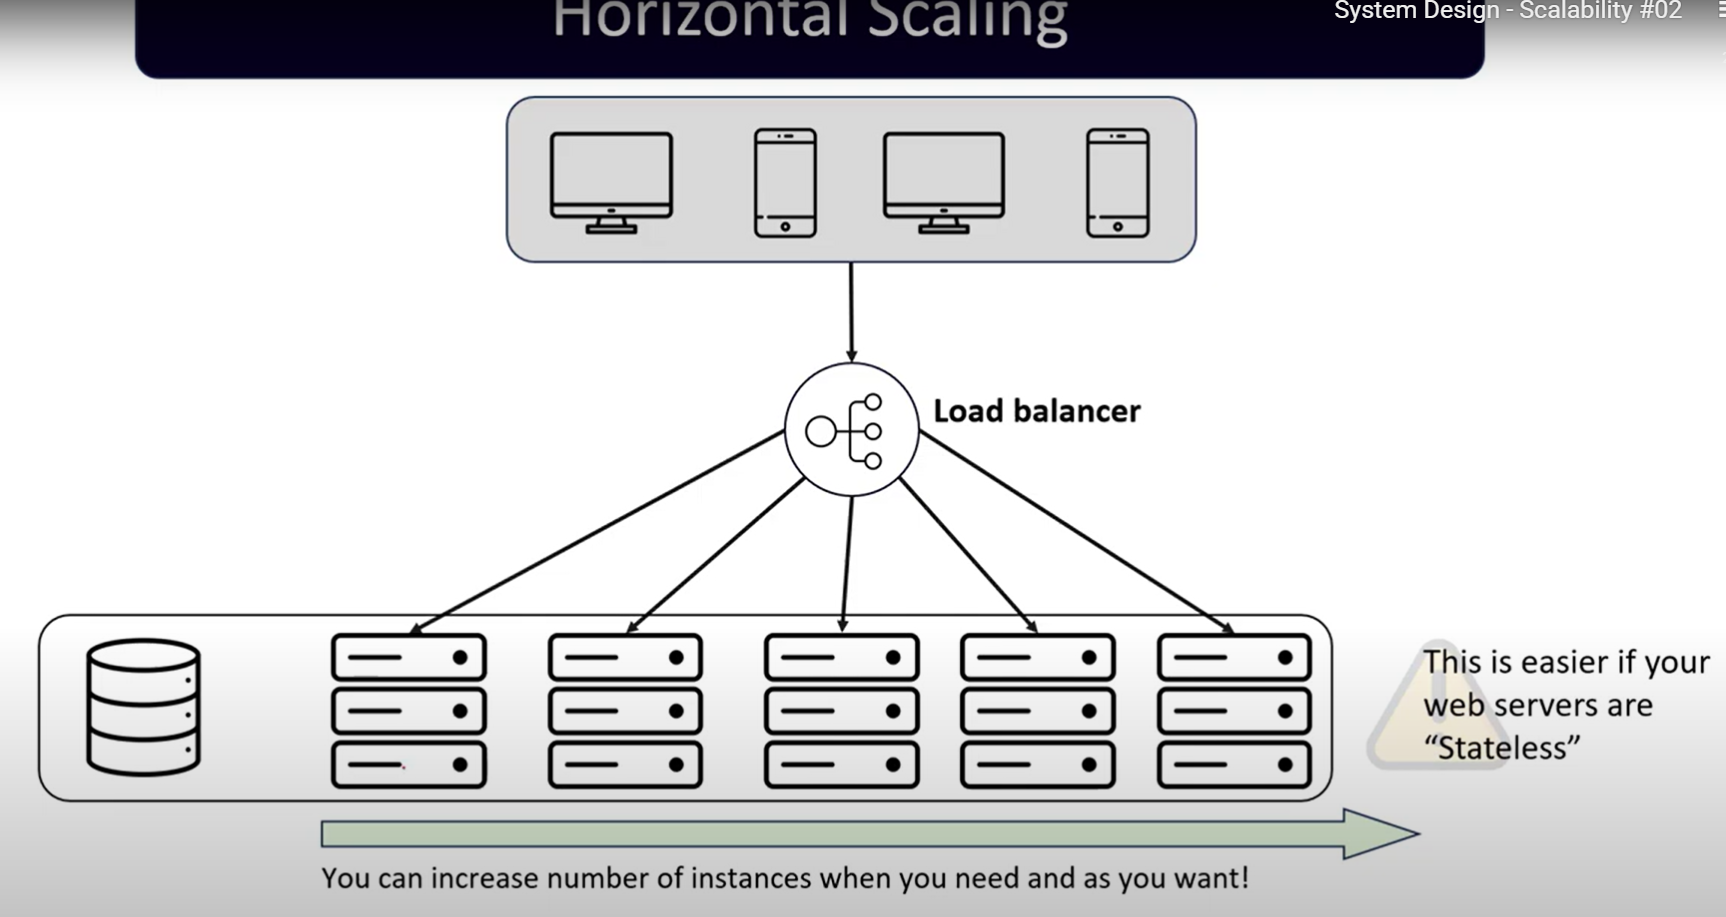 Horizontal Scaling
System Design - Scalability #02
Load balancer
This is easier if your
web servers are
“Stateless”
You can increase number of instances when you need and as you want!